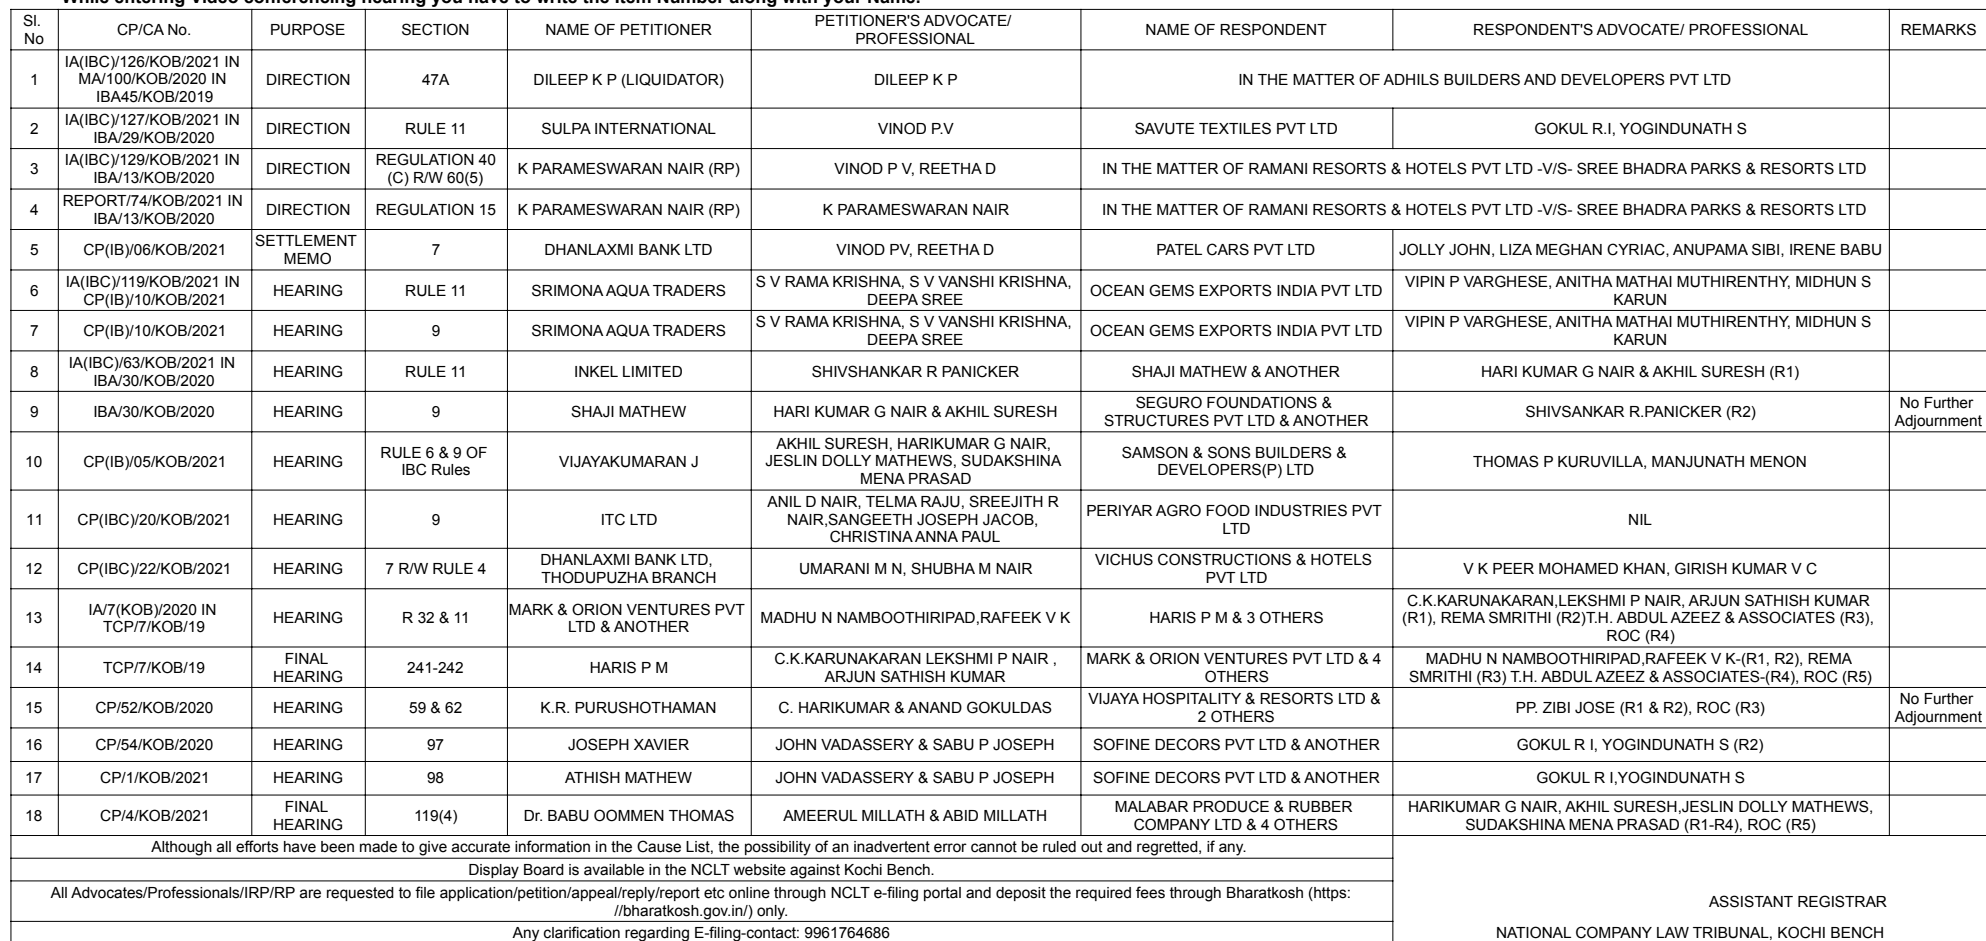 While entering Video conferencing hearing you have to write the Item Number along with your Name.
Sl. No CP/CA No. PURPOSE SECTION NAME OF PETITIONER PETITIONER'S ADVOCATE/ PROFESSIONAL NAME OF RESPONDENT RESPONDENT'S ADVOCATE/ PROFESSIONAL REMARKS
1 IA(IBC)/126/KOB/2021 IN MA/100/KOB/2020 IN IBA45/KOB/2019 DIRECTION 47A DILEEP K P (LIQUIDATOR) DILEEP K P IN THE MATTER OF ADHILS BUILDERS AND DEVELOPERS PVT LTD
2 IA(IBC)/127/KOB/2021 IN IBA/29/KOB/2020 DIRECTION RULE 11 SULPA INTERNATIONAL VINOD P.V SAVUTE TEXTILES PVT LTD GOKUL R.I, YOGINDUNATH S
3 IA(IBC)/129/KOB/2021 IN IBA/13/KOB/2020 DIRECTION REGULATION 40 (C) R/W 60(5) K PARAMESWARAN NAIR (RP) VINOD P V, REETHA D IN THE MATTER OF RAMANI RESORTS & HOTELS PVT LTD -V/S- SREE BHADRA PARKS & RESORTS LTD
4 REPORT/74/KOB/2021 IN IBA/13/KOB/2020 DIRECTION REGULATION 15 K PARAMESWARAN NAIR (RP) K PARAMESWARAN NAIR IN THE MATTER OF RAMANI RESORTS & HOTELS PVT LTD -V/S- SREE BHADRA PARKS & RESORTS LTD
5 CP(IB)/06/KOB/2021 SETTLEMENT MEMO 7 DHANLAXMI BANK LTD VINOD PV, REETHA D PATEL CARS PVT LTD JOLLY JOHN, LIZA MEGHAN CYRIAC, ANUPAMA SIBI, IRENE BABU
6 IA(IBC)/119/KOB/2021 IN CP(IB)/10/KOB/2021 HEARING RULE 11 SRIMONA AQUA TRADERS S V RAMA KRISHNA, S V VANSHI KRISHNA, DEEPA SREE OCEAN GEMS EXPORTS INDIA PVT LTD VIPIN P VARGHESE, ANITHA MATHAI MUTHIRENTHY, MIDHUN S KARUN
7 CP(IB)/10/KOB/2021 HEARING 9 SRIMONA AQUA TRADERS S V RAMA KRISHNA, S V VANSHI KRISHNA, DEEPA SREE OCEAN GEMS EXPORTS INDIA PVT LTD VIPIN P VARGHESE, ANITHA MATHAI MUTHIRENTHY, MIDHUN S KARUN
8 IA(IBC)/63/KOB/2021 IN IBA/30/KOB/2020 HEARING RULE 11 INKEL LIMITED SHIVSHANKAR R PANICKER SHAJI MATHEW & ANOTHER HARI KUMAR G NAIR & AKHIL SURESH (R1)
9 IBA/30/KOB/2020 HEARING 9 SHAJI MATHEW HARI KUMAR G NAIR & AKHIL SURESH SEGURO FOUNDATIONS & STRUCTURES PVT LTD & ANOTHER SHIVSANKAR R.PANICKER (R2) No Further Adjournment
10 CP(IB)/05/KOB/2021 HEARING RULE 6 & 9 OF IBC Rules VIJAYAKUMARAN J AKHIL SURESH, HARIKUMAR G NAIR, JESLIN DOLLY MATHEWS, SUDAKSHINA MENA PRASAD SAMSON & SONS BUILDERS & DEVELOPERS(P) LTD THOMAS P KURUVILLA, MANJUNATH MENON
11 CP(IBC)/20/KOB/2021 HEARING 9 ITC LTD ANIL D NAIR, TELMA RAJU, SREEJITH R NAIR,SANGEETH JOSEPH JACOB, CHRISTINA ANNA PAUL PERIYAR AGRO FOOD INDUSTRIES PVT LTD NIL
12 CP(IBC)/22/KOB/2021 HEARING 7 R/W RULE 4 DHANLAXMI BANK LTD, THODUPUZHA BRANCH UMARANI M N, SHUBHA M NAIR VICHUS CONSTRUCTIONS & HOTELS PVT LTD V K PEER MOHAMED KHAN, GIRISH KUMAR V C
13 IA/7(KOB)/2020 IN TCP/7/KOB/19 HEARING R 32 & 11 MARK & ORION VENTURES PVT LTD & ANOTHER MADHU N NAMBOOTHIRIPAD,RAFEEK V K HARIS P M & 3 OTHERS C.K.KARUNAKARAN,LEKSHMI P NAIR, ARJUN SATHISH KUMAR (R1), REMA SMRITHI (R2)T.H. ABDUL AZEEZ & ASSOCIATES (R3), ROC (R4)
14 TCP/7/KOB/19 FINAL HEARING 241-242 HARIS P M C.K.KARUNAKARAN LEKSHMI P NAIR , ARJUN SATHISH KUMAR MARK & ORION VENTURES PVT LTD & 4 OTHERS MADHU N NAMBOOTHIRIPAD,RAFEEK V K-(R1, R2), REMA SMRITHI (R3) T.H. ABDUL AZEEZ & ASSOCIATES-(R4), ROC (R5)
15 CP/52/KOB/2020 HEARING 59 & 62 K.R. PURUSHOTHAMAN C. HARIKUMAR & ANAND GOKULDAS VIJAYA HOSPITALITY & RESORTS LTD & 2 OTHERS PP. ZIBI JOSE (R1 & R2), ROC (R3) No Further Adjournment
16 CP/54/KOB/2020 HEARING 97 JOSEPH XAVIER JOHN VADASSERY & SABU P JOSEPH SOFINE DECORS PVT LTD & ANOTHER GOKUL R I, YOGINDUNATH S (R2)
17 CP/1/KOB/2021 HEARING 98 ATHISH MATHEW JOHN VADASSERY & SABU P JOSEPH SOFINE DECORS PVT LTD & ANOTHER GOKUL R I,YOGINDUNATH S
18 CP/4/KOB/2021 FINAL HEARING 119(4) Dr. BABU OOMMEN THOMAS AMEERUL MILLATH & ABID MILLATH MALABAR PRODUCE & RUBBER COMPANY LTD & 4 OTHERS HARIKUMAR G NAIR, AKHIL SURESH,JESLIN DOLLY MATHEWS, SUDAKSHINA MENA PRASAD (R1-R4), ROC (R5)
Although all efforts have been made to give accurate information in the Cause List, the possibility of an inadvertent error cannot be ruled out and regretted, if any.
Display Board is available in the NCLT website against Kochi Bench.
All Advocates/Professionals/IRP/RP are requested to file application/petition/appeal/reply/report etc online through NCLT e-filing portal and deposit the required fees through Bharatkosh (https:
//bharatkosh.gov.in/) only.
Any clarification regarding E-filing-contact: 9961764686
ASSISTANT REGISTRAR
NATIONAL COMPANY LAW TRIBUNAL, KOCHI BENCH